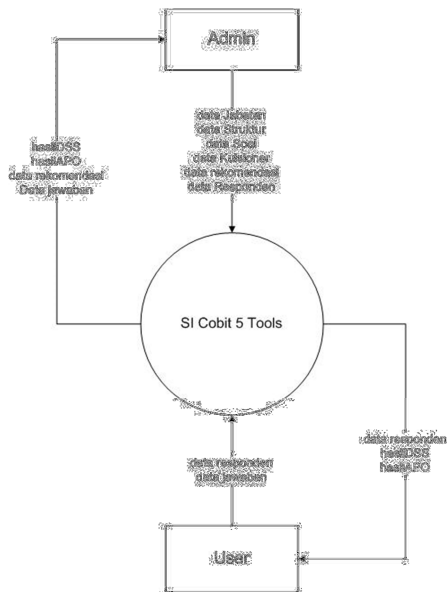 Admin
data Jabatan
data Struktur
data Soal
data Kuisioner
data rekomendasi
data Responden
hasilDSS
hasilAPO
data rekomendasi
Data jawaban
SI Cobit 5 Tools
data responden
hasilDSS
hasilAPO
data responden
data jawaban
User